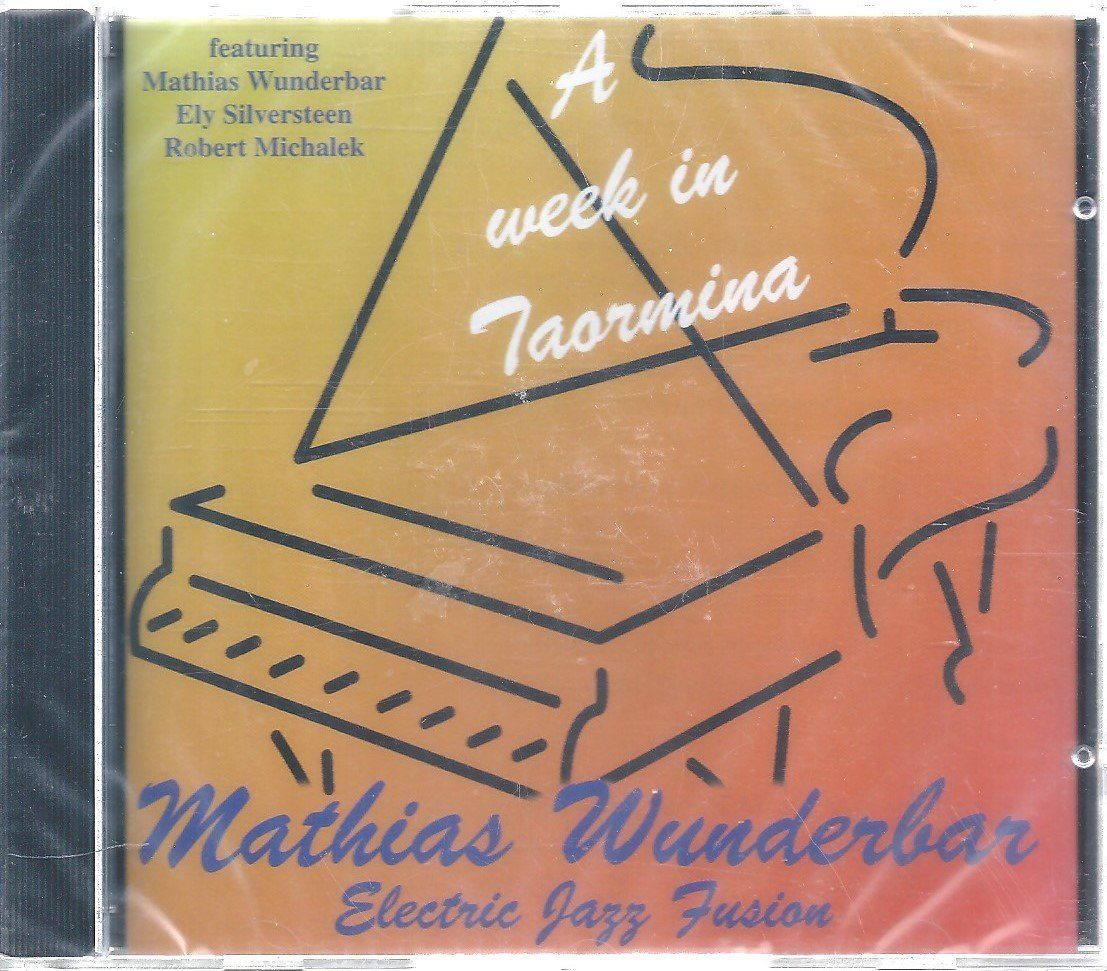 featuring
Mathias Wunderbar
Ely Silversteen
Robert Michalek
A
week in
Taormina
Mathias Wunderbar
Electric Jazz Fusion